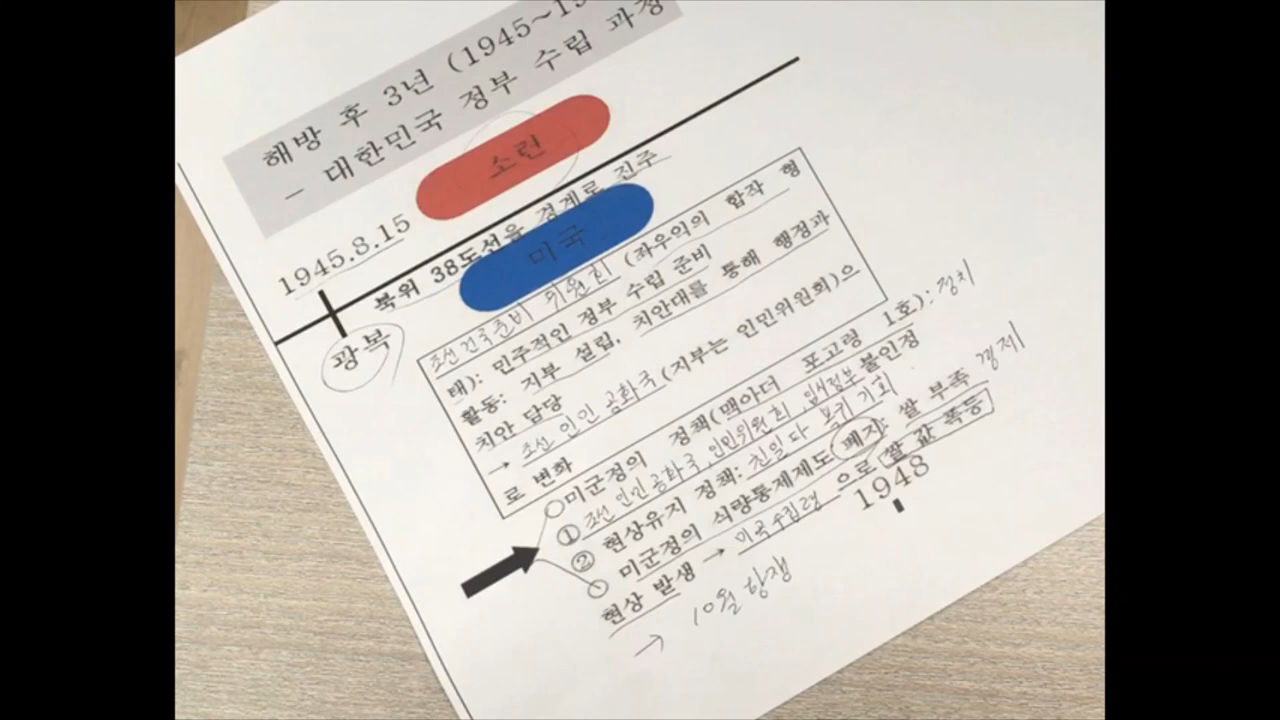 해방 후 3년 (1945~19
- 대한민국 정부 수립 과정
소련
1945.8.15
북위 38도선을 경계로 진주
미국
광복
조선 건국준비 위원회 (좌우익의 합작 형
태): 민주적인 정부 수립 준비
활동: 지부 설립, 치안대를 통해 행정과
치안 담당
→ 조선 인민 공화국 (지부는 인민위원회)으
로 변화
미군정의 정책(맥아더 포고령 1호): 정치
① 조선 인민공화국, 인민위원회, 임시정부 불인정
② 현상유지 정책: 친일파 복귀 기회
미군정의 식량통제제도 폐지: 쌀 부족 경제
현상 발생 → 미곡수집령 으로 쌀 값 폭등
1948
→ 10월 항쟁